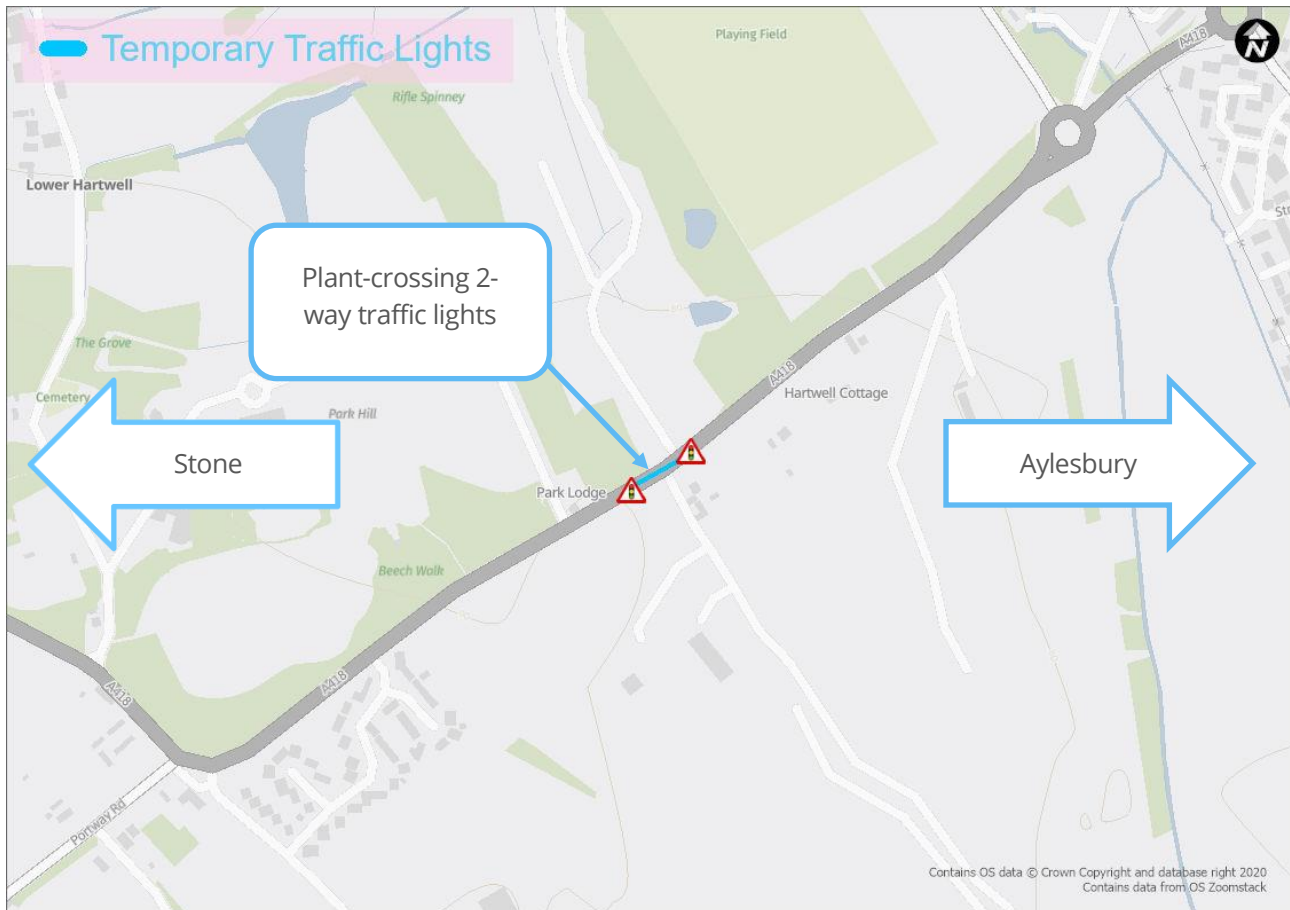 Temporary Traffic Lights
Playing Field
A418
N
Rifle Spinney
Lower Hartwell
Plant-crossing 2-
way traffic lights
The Grove
Cemetery
Park Hill
A418
Hartwell Cottage
Stone
Aylesbury
Park Lodge
Beech Walk
A418
A418
Portway Rd
Contains OS data © Crown Copyright and database right 2020
Contains data from OS Zoomstack